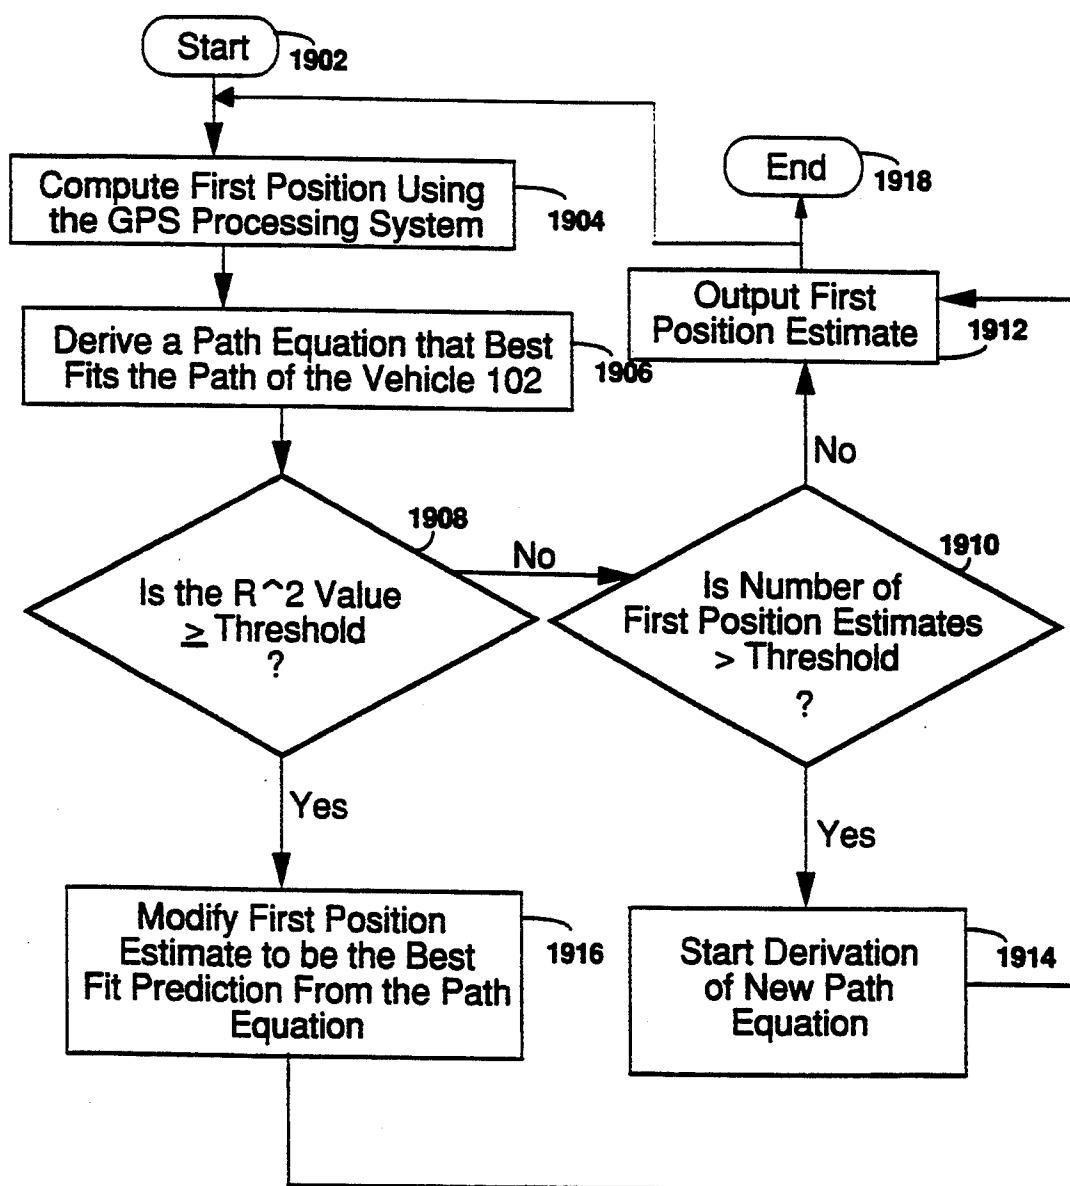 Start
1902
Compute First Position Using
the GPS Processing System
1904
Derive a Path Equation that Best
Fits the Path of the Vehicle 102
1906
Is the R^2 Value
≥ Threshold
?
1908
No
Yes
Modify First Position
Estimate to be the Best
Fit Prediction From the Path
Equation
1916
End
1918
Output First
Position Estimate
1912
No
Is Number of
First Position Estimates
> Threshold
?
1910
Yes
Start Derivation
of New Path
Equation
1914